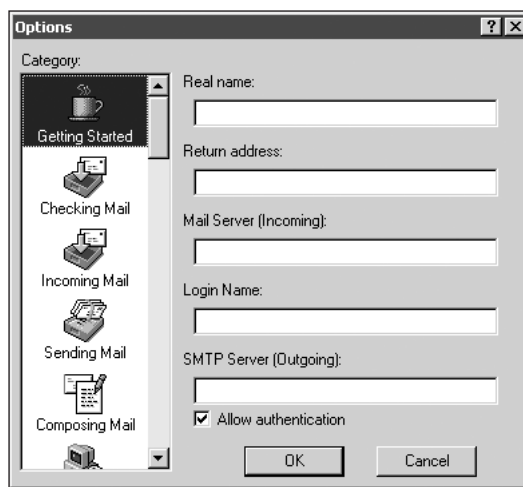 Options
Category:
Getting Started
Checking Mail
Incoming Mail
Sending Mail
Composing Mail
Real name:
Return address:
Mail Server (Incoming):
Login Name:
SMTP Server (Outgoing):
Allow authentication
OK
Cancel